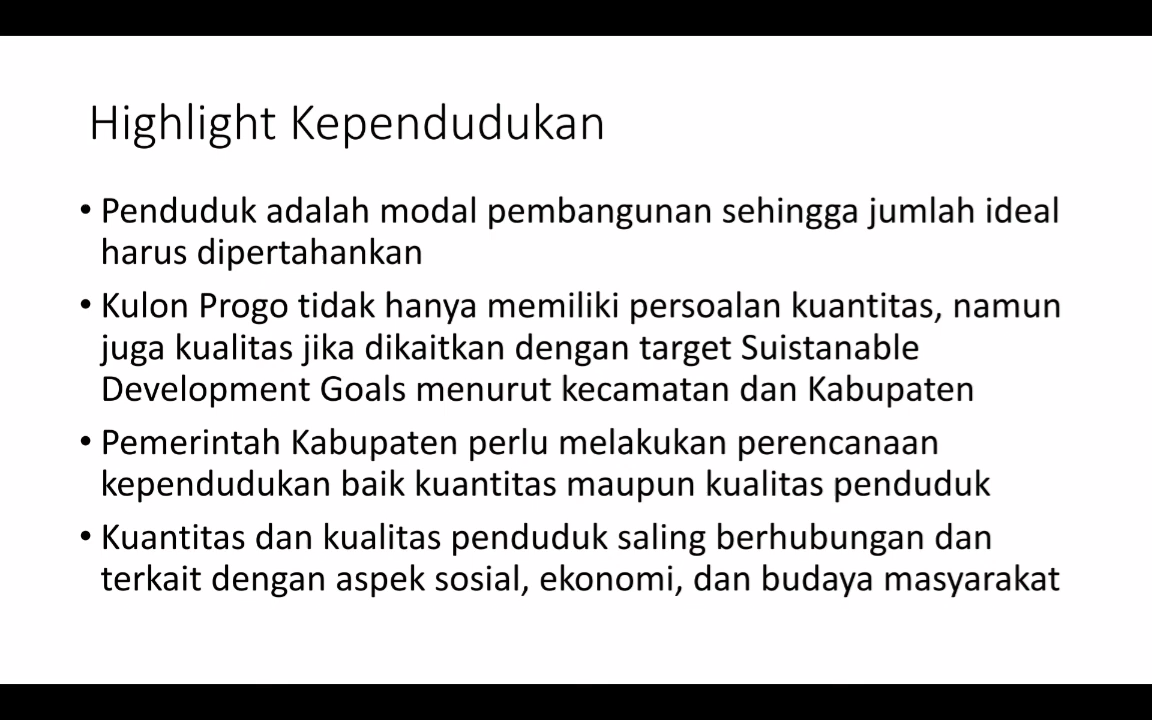 Highlight Kependudukan
• Penduduk adalah modal pembangunan sehingga jumlah ideal
harus dipertahankan
• Kulon Progo tidak hanya memiliki persoalan kuantitas, namun
juga kualitas jika dikaitkan dengan target Suistanable
Development Goals menurut kecamatan dan Kabupaten
• Pemerintah Kabupaten perlu melakukan perencanaan
kependudukan baik kuantitas maupun kualitas penduduk
• Kuantitas dan kualitas penduduk saling berhubungan dan
terkait dengan aspek sosial, ekonomi, dan budaya masyarakat